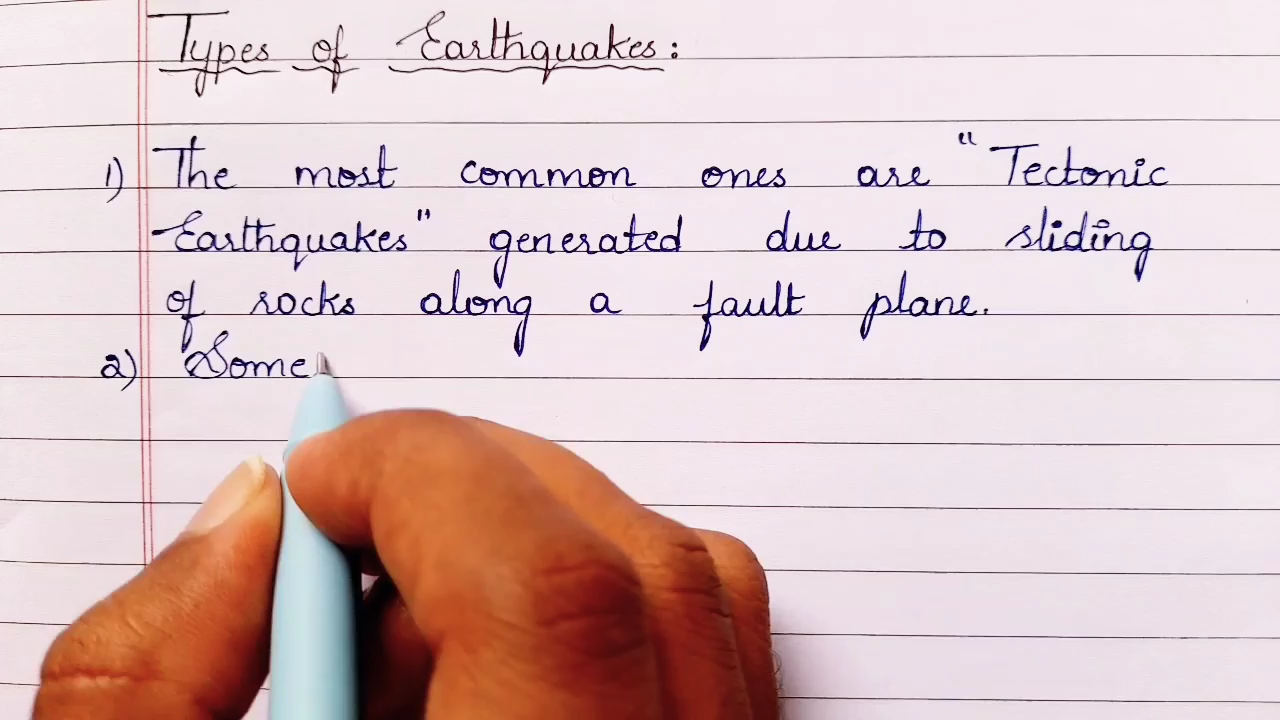 Types of Earthquakes:
1) The most common ones are "Tectonic
Earthquakes" generated due to sliding
of rocks along a fault plane.
2) Some